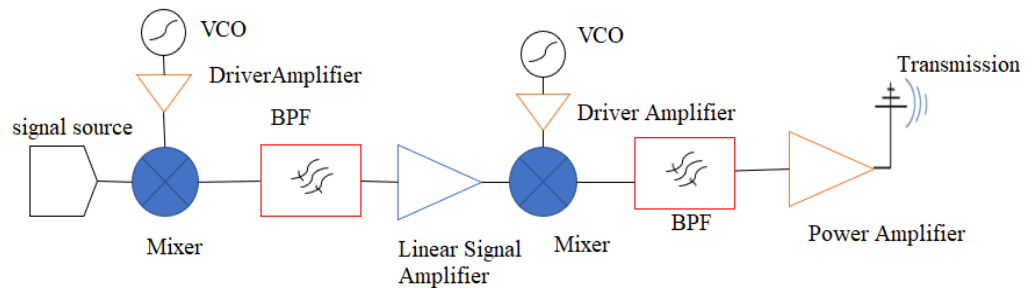 VCO
VCO
DriverAmplifier
Transmission
BPF
Driver Amplifier
signal source
Mixer
Linear Signal
Amplifier
Mixer
BPF
Power Amplifier